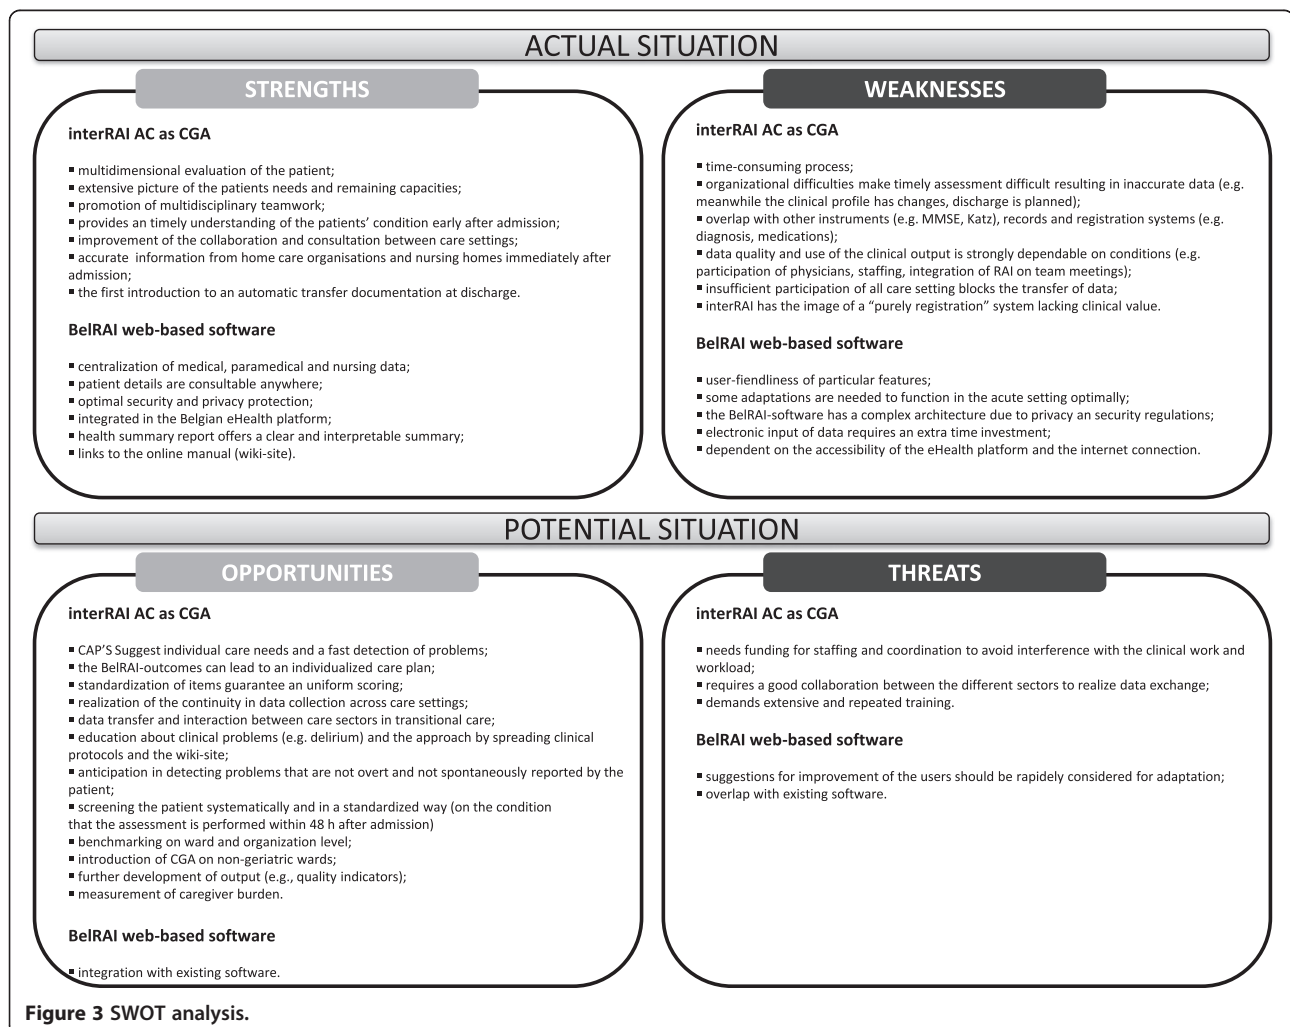 ACTUAL SITUATION
STRENGTHS
interRAI AC as CGA
▪ multidimensional evaluation of the patient;
▪ extensive picture of the patients needs and remaining capacities;
▪ promotion of multidisciplinary teamwork;
▪ provides an timely understanding of the patients' condition early after admission;
▪ improvement of the collaboration and consultation between care settings;
▪ accurate information from home care organisations and nursing homes immediately after
admission;
▪ the first introduction to an automatic transfer documentation at discharge.
BelRAI web-based software
▪ centralization of medical, paramedical and nursing data;
▪ patient details are consultable anywhere;
▪ optimal security and privacy protection;
▪ integrated in the Belgian eHealth platform;
▪ health summary report offers a clear and interpretable summary;
▪ links to the online manual (wiki-site).
WEAKNESSES
interRAI AC as CGA
▪ time-consuming process;
▪ organizational difficulties make timely assessment difficult resulting in inaccurate data (e.g.
meanwhile the clinical profile has changes, discharge is planned);
▪ overlap with other instruments (e.g. MMSE, Katz), records and registration systems (e.g.
diagnosis, medications);
▪ data quality and use of the clinical output is strongly dependable on conditions (e.g.
participation of physicians, staffing, integration of RAI on team meetings);
▪ insufficient participation of all care setting blocks the transfer of data;
▪ interRAI has the image of a "purely registration" system lacking clinical value.
BelRAI web-based software
▪ user-fiendliness of particular features;
▪ some adaptations are needed to function in the acute setting optimally;
▪ the BelRAI-software has a complex architecture due to privacy an security regulations;
▪ electronic input of data requires an extra time investment;
▪ dependent on the accessibility of the eHealth platform and the internet connection.
POTENTIAL SITUATION
OPPORTUNITIES
interRAI AC as CGA
▪ CAP'S Suggest individual care needs and a fast detection of problems;
▪ the BelRAI-outcomes can lead to an individualized care plan;
▪ standardization of items guarantee an uniform scoring;
▪ realization of the continuity in data collection across care settings;
▪ data transfer and interaction between care sectors in transitional care;
▪ education about clinical problems (e.g. delirium) and the approach by spreading clinical
protocols and the wiki-site;
▪ anticipation in detecting problems that are not overt and not spontaneously reported by the
patient;
▪ screening the patient systematically and in a standardized way (on the condition
that the assessment is performed within 48 h after admission)
▪ benchmarking on ward and organization level;
▪ introduction of CGA on non-geriatric wards;
▪ further development of output (e.g., quality indicators);
▪ measurement of caregiver burden.
BelRAI web-based software
▪ integration with existing software.
THREATS
interRAI AC as CGA
▪ needs funding for staffing and coordination to avoid interference with the clinical work and
workload;
▪ requires a good collaboration between the different sectors to realize data exchange;
▪ demands extensive and repeated training.
BelRAI web-based software
▪ suggestions for improvement of the users should be rapidely considered for adaptation;
▪ overlap with existing software.
Figure 3 SWOT analysis.